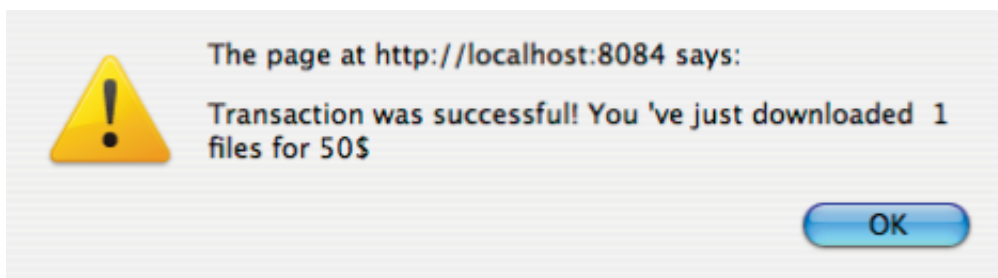 The page at http://localhost:8084 says:
Transaction was successful! You 've just downloaded  1
files for 50$
OK